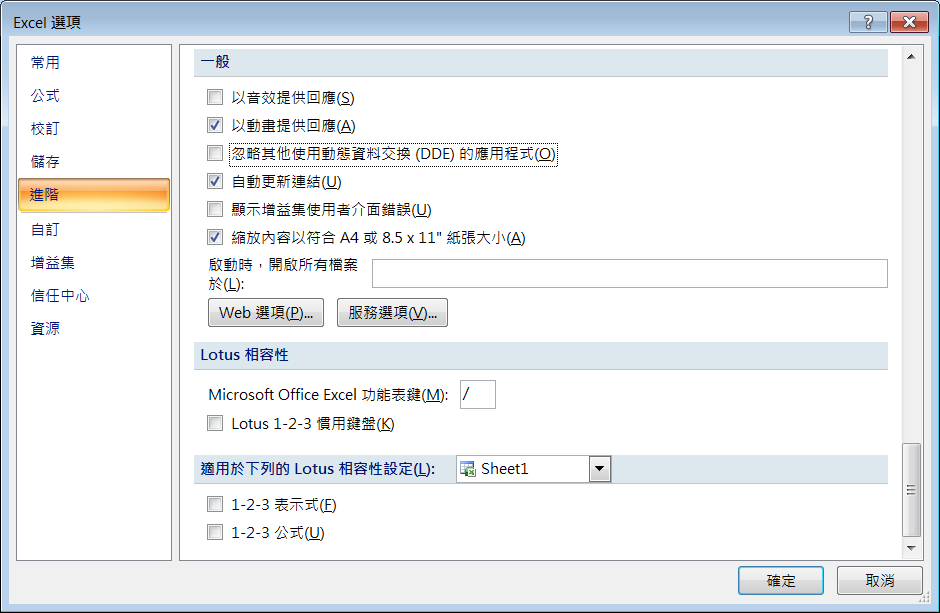 Excel 選項
常用
公式
校訂
儲存
進階
自訂
增益集
信任中心
資源
一般
以音效提供回應(S)
以動畫提供回應(A)
忽略其他使用動態資料交換 (DDE) 的應用程式(O)
自動更新連結(U)
顯示增益集使用者介面錯誤(U)
縮放內容以符合 A4 或 8.5 x 11" 紙張大小(A)
啟動時，開啟所有檔案
於(L):
Web 選項(P)... 服務選項(V)...
Lotus 相容性
Microsoft Office Excel 功能表鍵(M): /
Lotus 1-2-3 慣用鍵盤(K)
適用於下列的 Lotus 相容性設定(L): Sheet1
1-2-3 表示式(F)
1-2-3 公式(U)
確定 取消